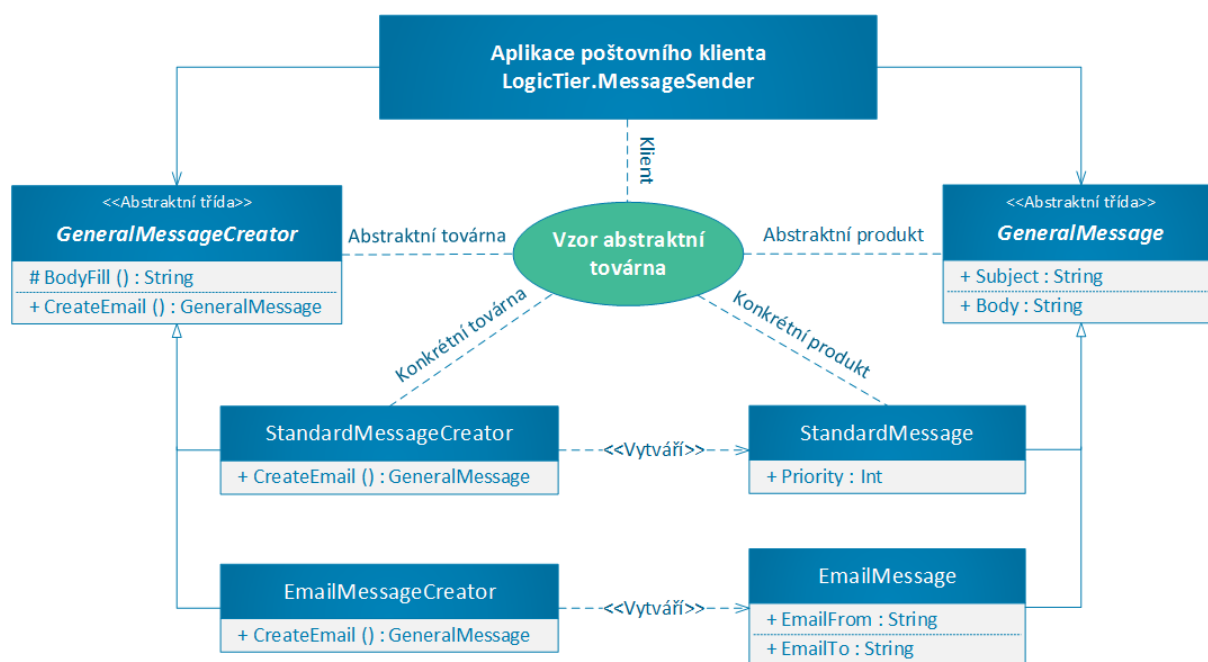 Aplikace poštovního klienta
LogicTier.MessageSender
Klient
<<Abstraktní třída>>
GeneralMessageCreator
# BodyFill () : String
+ CreateEmail () : GeneralMessage
Abstraktní továrna
Vzor abstraktní
továrna
Abstraktní produkt
<<Abstraktní třída>>
GeneralMessage
+ Subject : String
+ Body : String
Konkrétní továrna
Konkrétní produkt
StandardMessageCreator
+ CreateEmail () : GeneralMessage
<<Vytváří>>
StandardMessage
+ Priority : Int
EmailMessageCreator
+ CreateEmail () : GeneralMessage
<<Vytváří>>
EmailMessage
+ EmailFrom : String
+ EmailTo : String